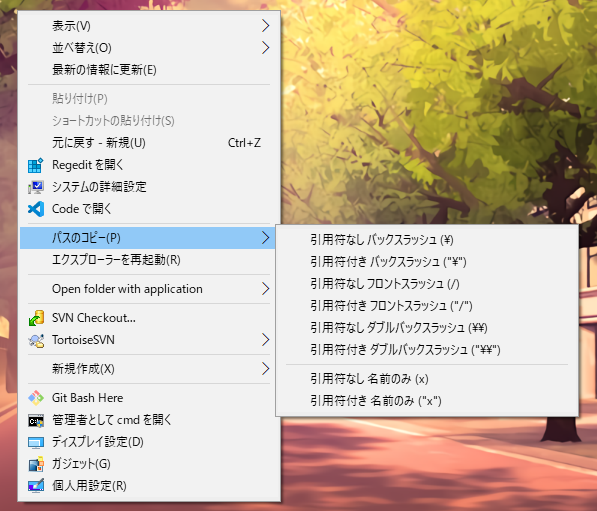 表示(V)
並べ替え(O)
最新の情報に更新(E)
貼り付け(P)
ショートカットの貼り付け(S)
元に戻す - 新規(U) Ctrl+Z
Regedit を開く
システムの詳細設定
Code で開く
パスのコピー(P)
エクスプローラーを再起動(R)
Open folder with application
SVN Checkout...
TortoiseSVN
新規作成(X)
Git Bash Here
管理者として cmd を開く
ディスプレイ設定(D)
ガジェット(G)
個人用設定(R)
引用符なし バックスラッシュ (¥)
引用符付き バックスラッシュ ("¥")
引用符なし フロントスラッシュ (/)
引用符付き フロントスラッシュ ("/")
引用符なし ダブルバックスラッシュ (¥¥)
引用符付き ダブルバックスラッシュ ("¥¥")
引用符なし 名前のみ (x)
引用符付き 名前のみ ("x")